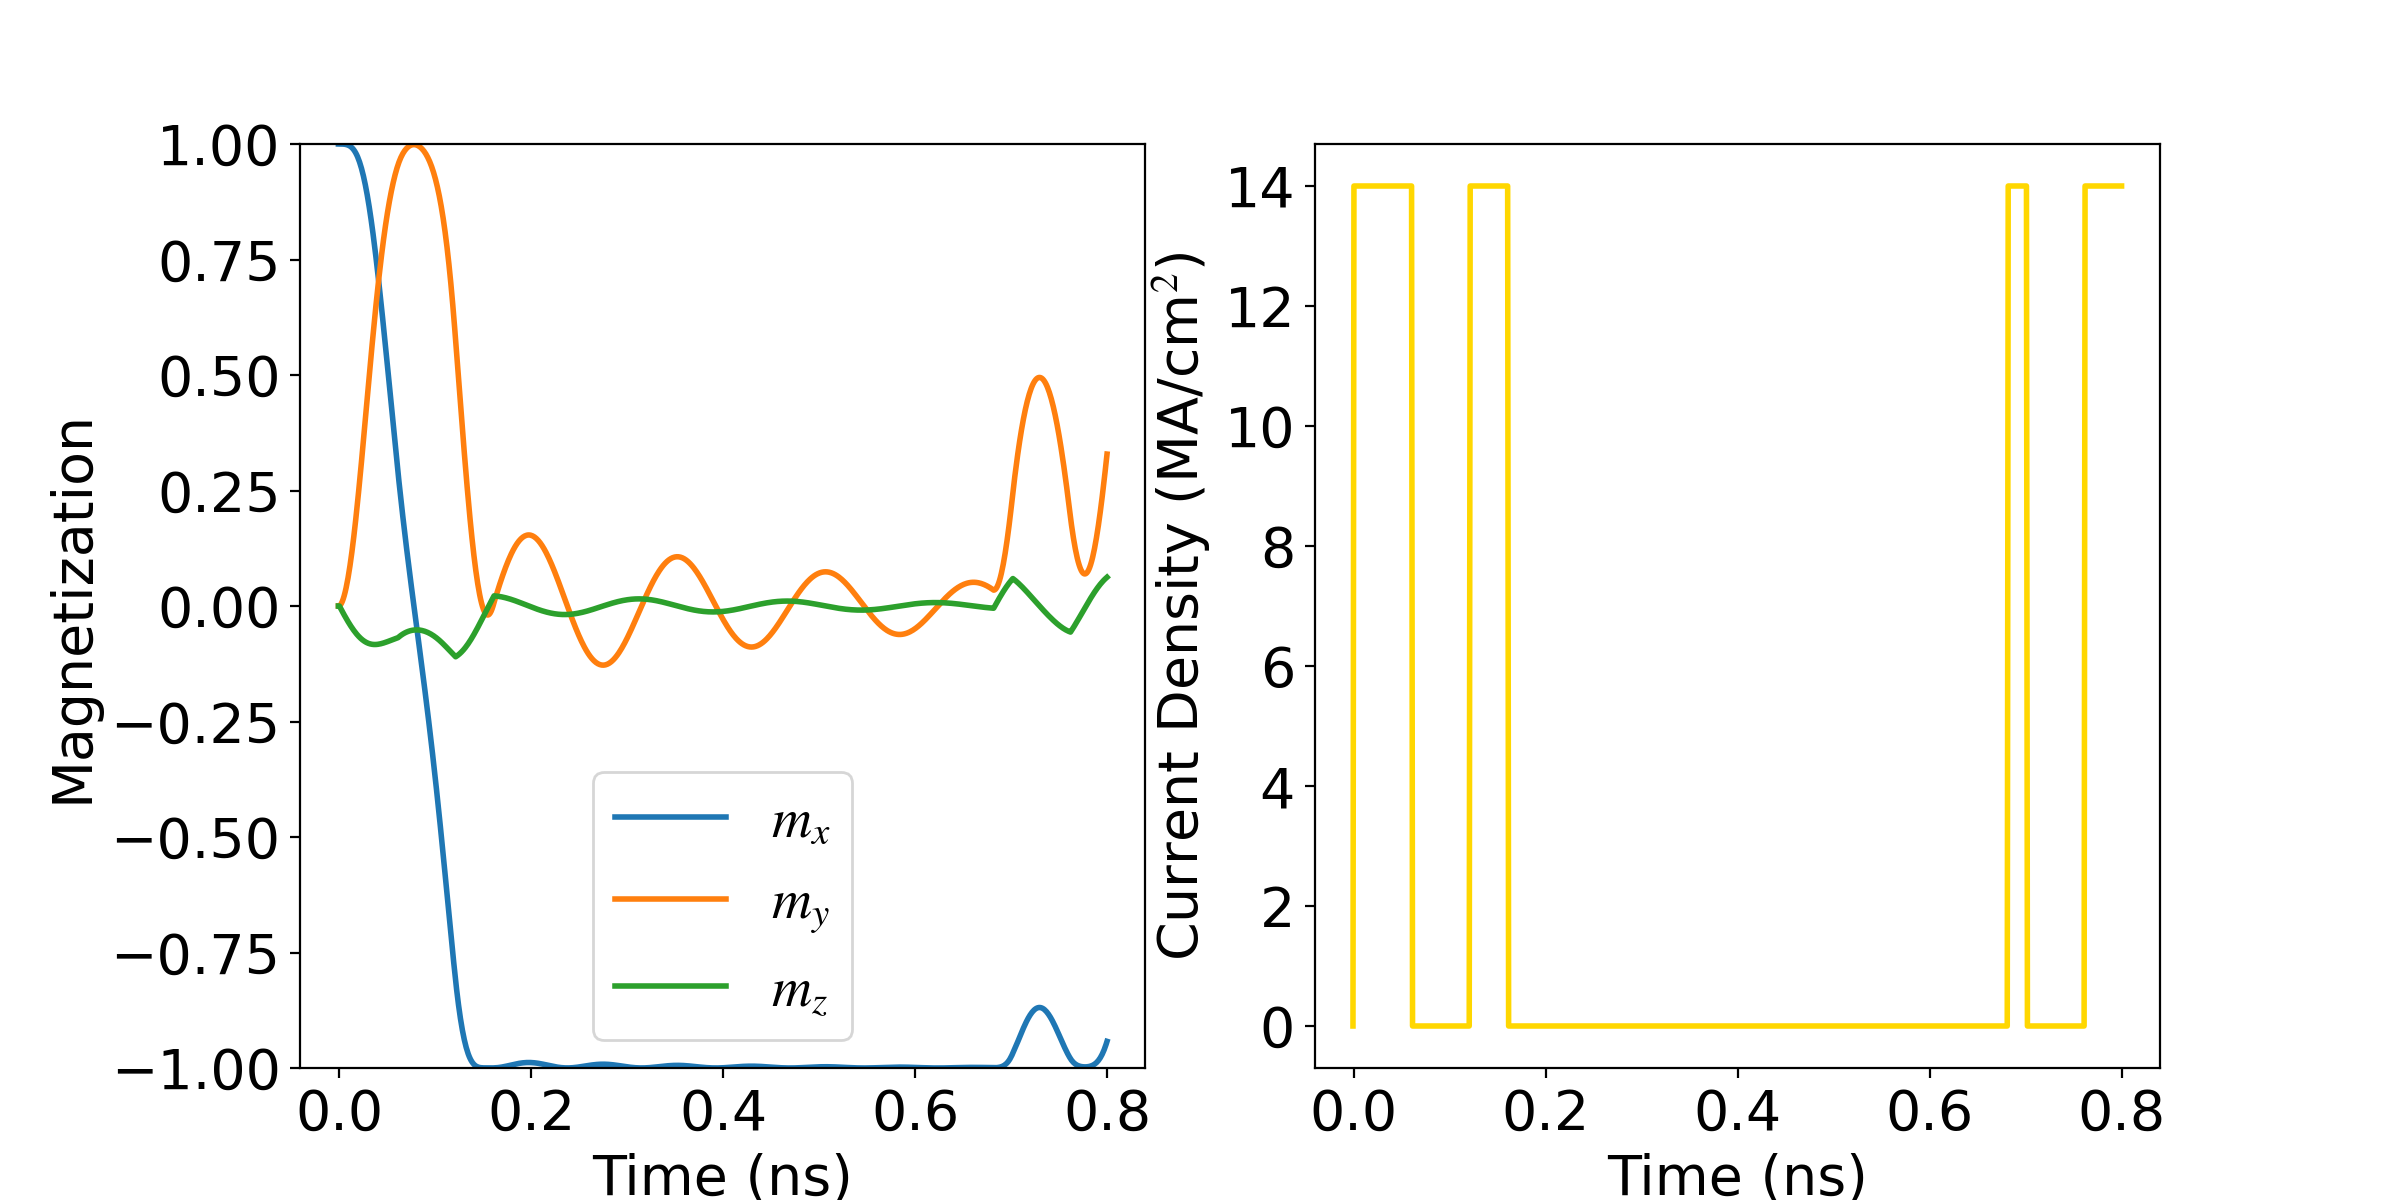 Magnetization
1.00
0.75
0.50
0.25
0.00
−0.25
−0.50
−0.75
−1.00
0.0 0.2 0.4 0.6 0.8
Time (ns)
m_x
m_y
m_z
Current Density (MA/cm²)
14
12
10
8
6
4
2
0
0.0 0.2 0.4 0.6 0.8
Time (ns)